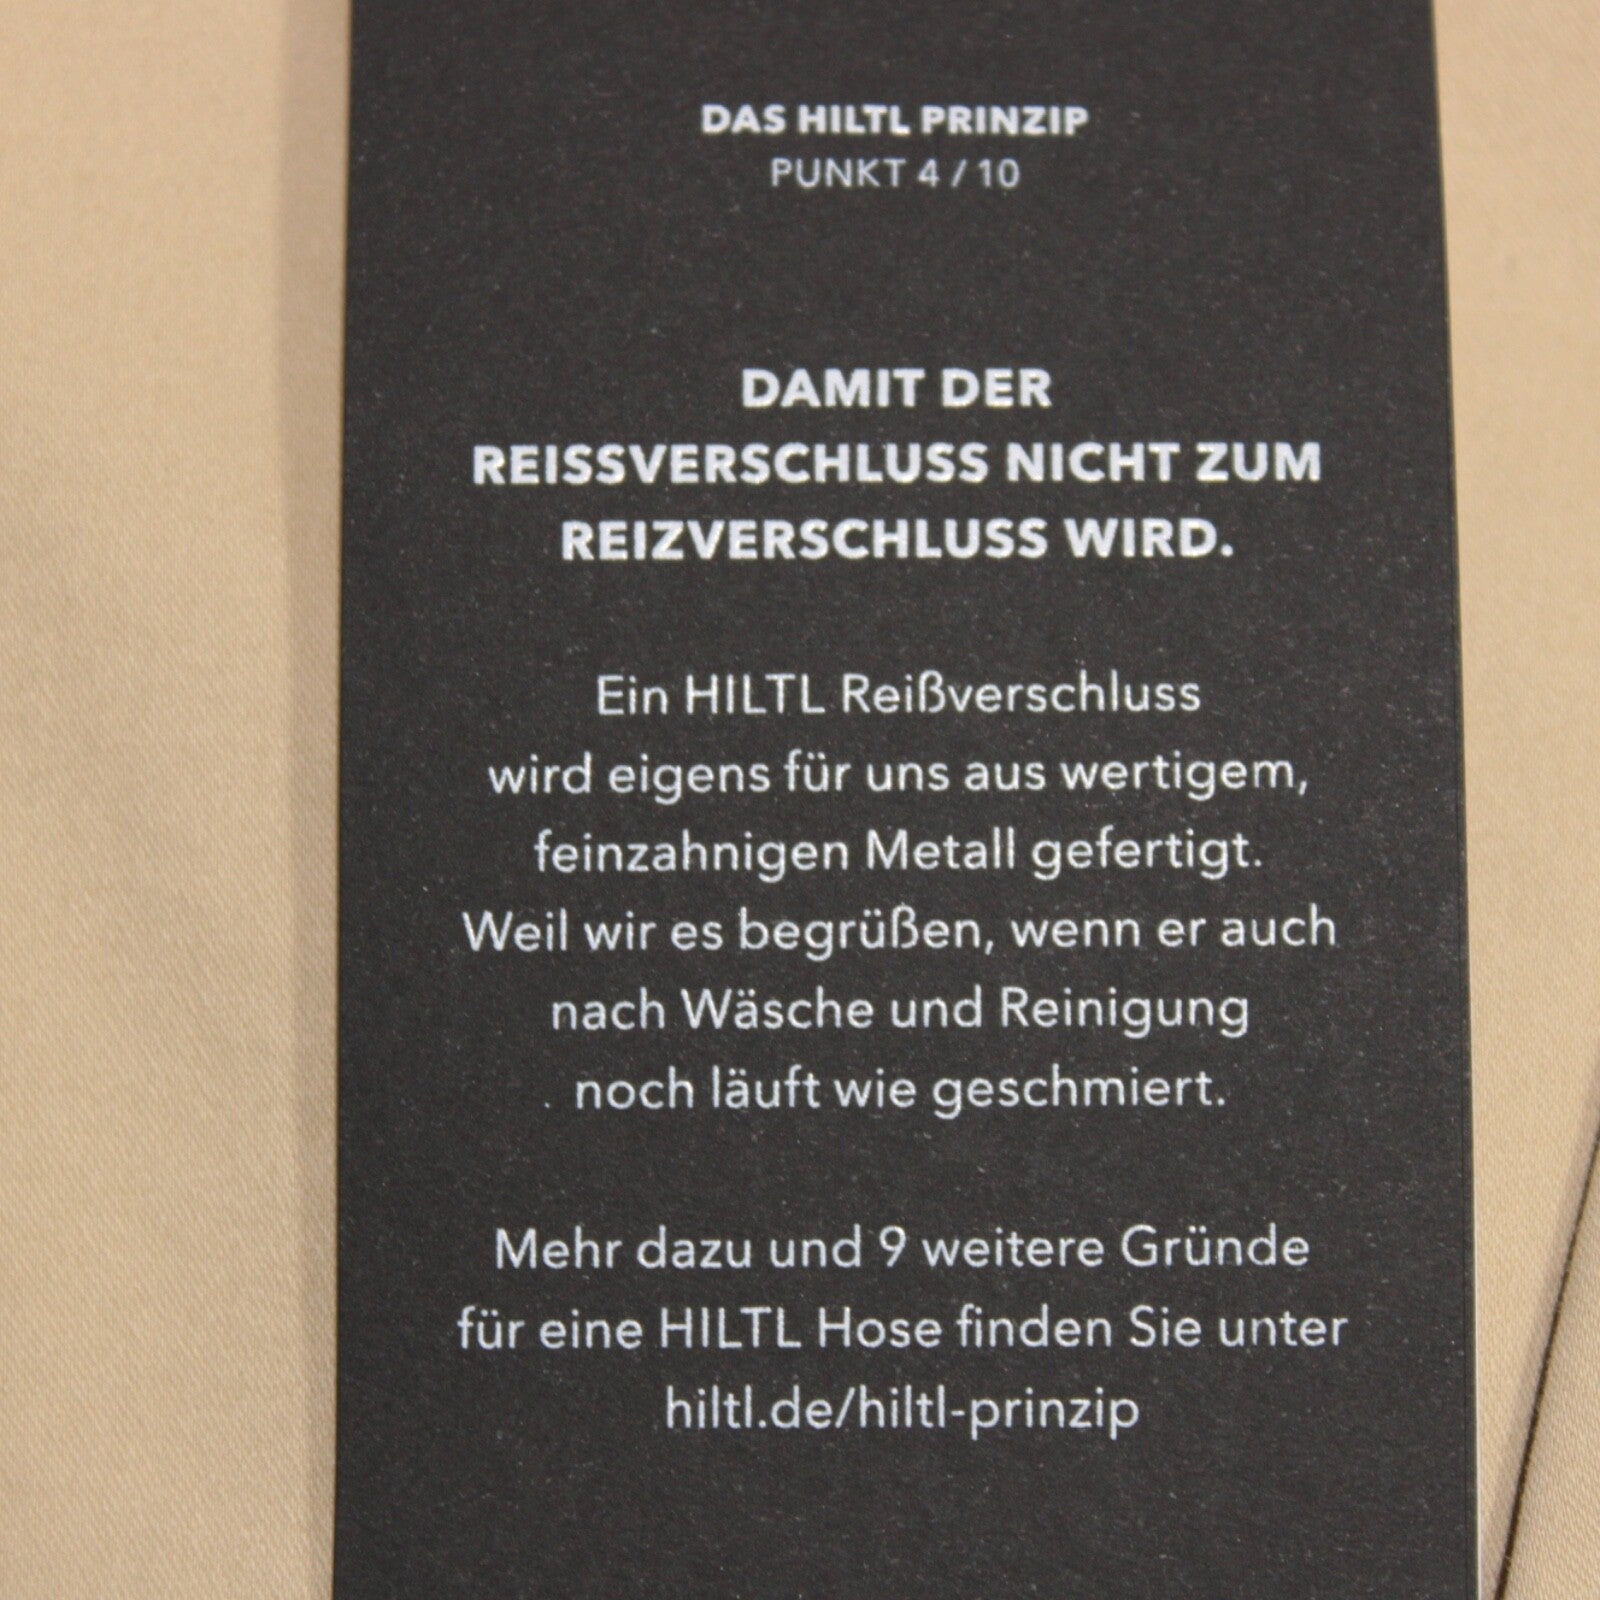 DAS HILTL PRINZIP
PUNKT 4 / 10
DAMIT DER
REISSVERSCHLUSS NICHT ZUM
REIZVERSCHLUSS WIRD.
Ein HILTL Reißverschluss
wird eigens für uns aus wertigem,
feinzahnigen Metall gefertigt.
Weil wir es begrüßen, wenn er auch
nach Wäsche und Reinigung
noch läuft wie geschmiert.
Mehr dazu und 9 weitere Gründe
für eine HILTL Hose finden Sie unter
hiltl.de/hiltl-prinzip